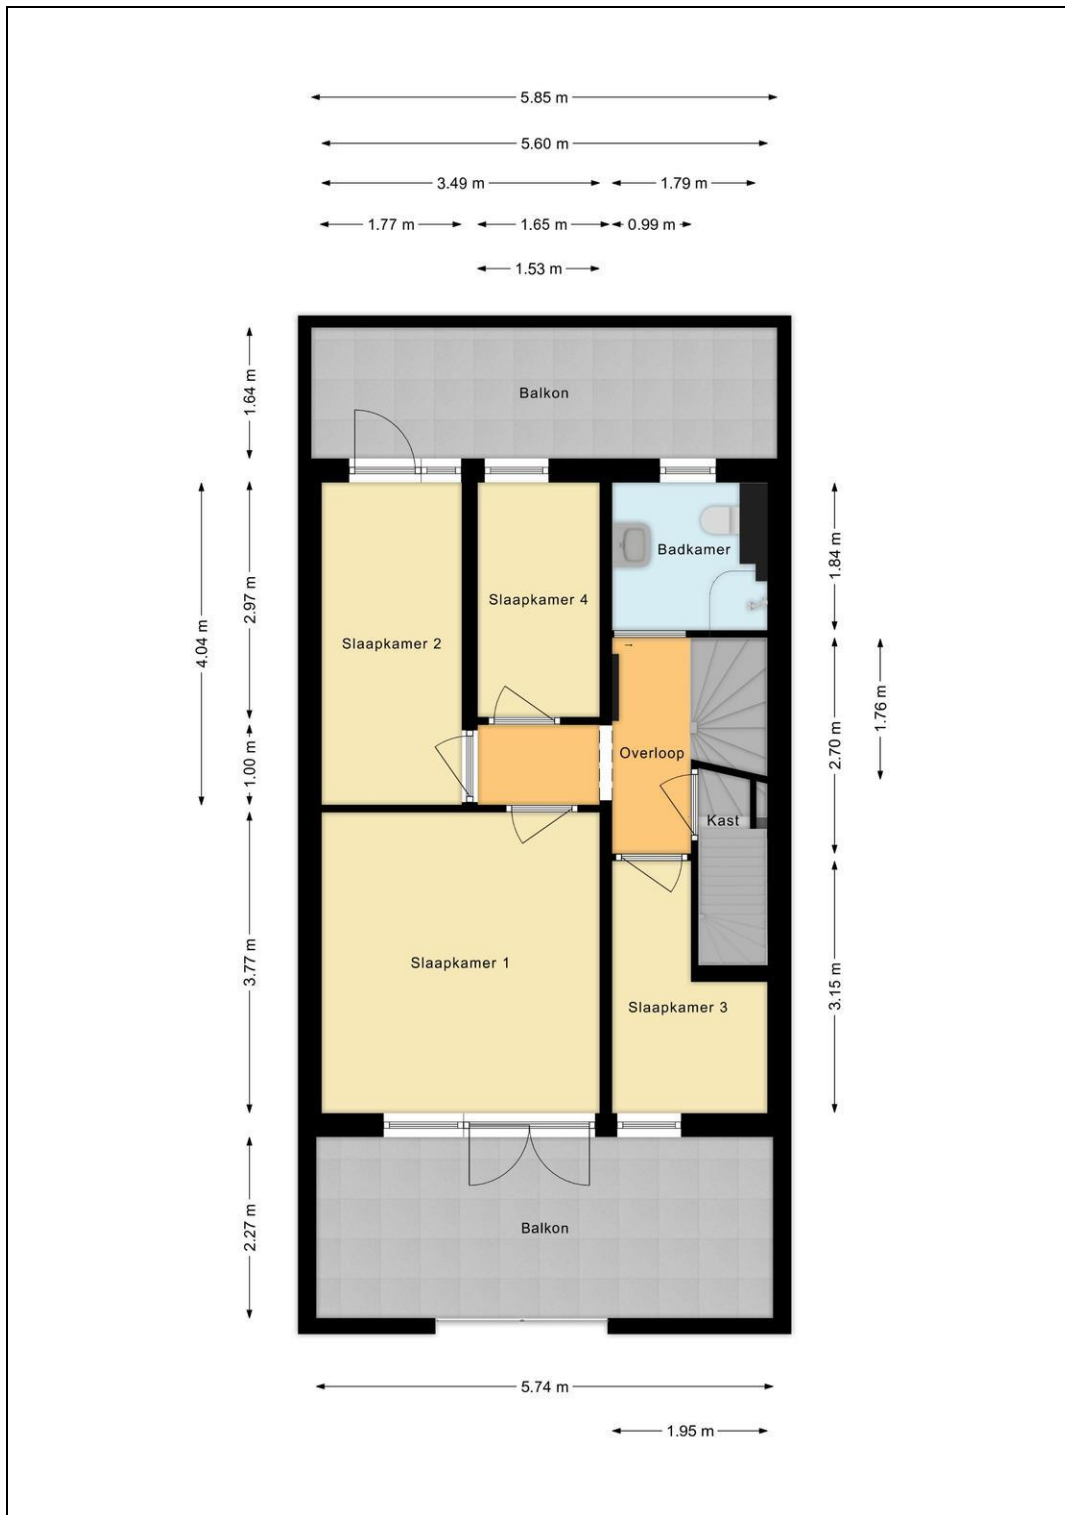 5.85 m
5.60 m
3.49 m
1.79 m
1.77 m
1.65 m
0.99 m
1.53 m
1.64 m
Balkon
4.04 m
2.97 m
1.00 m
Slaapkamer 2
Slaapkamer 4
Badkamer
1.84 m
2.70 m
1.76 m
Overloop
Kast
3.77 m
Slaapkamer 1
Slaapkamer 3
3.15 m
2.27 m
Balkon
5.74 m
1.95 m